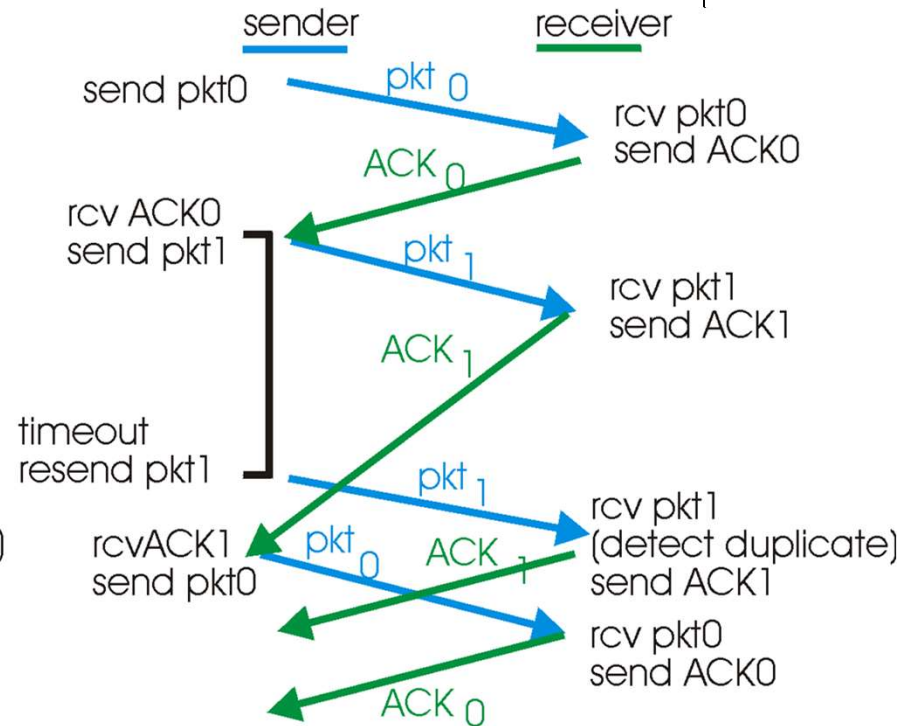 sender
receiver
send pkt0
pkt 0
rcv pkt0
send ACK0
ACK 0
rcv ACK0
send pkt1
pkt 1
rcv pkt1
send ACK1
ACK 1
timeout
resend pkt1
pkt 1
rcv pkt1
(detect duplicate)
send ACK1
)
rcvACK1
send pkt0
pkt 0
ACK 1
rcv pkt0
send ACK0
ACK 0